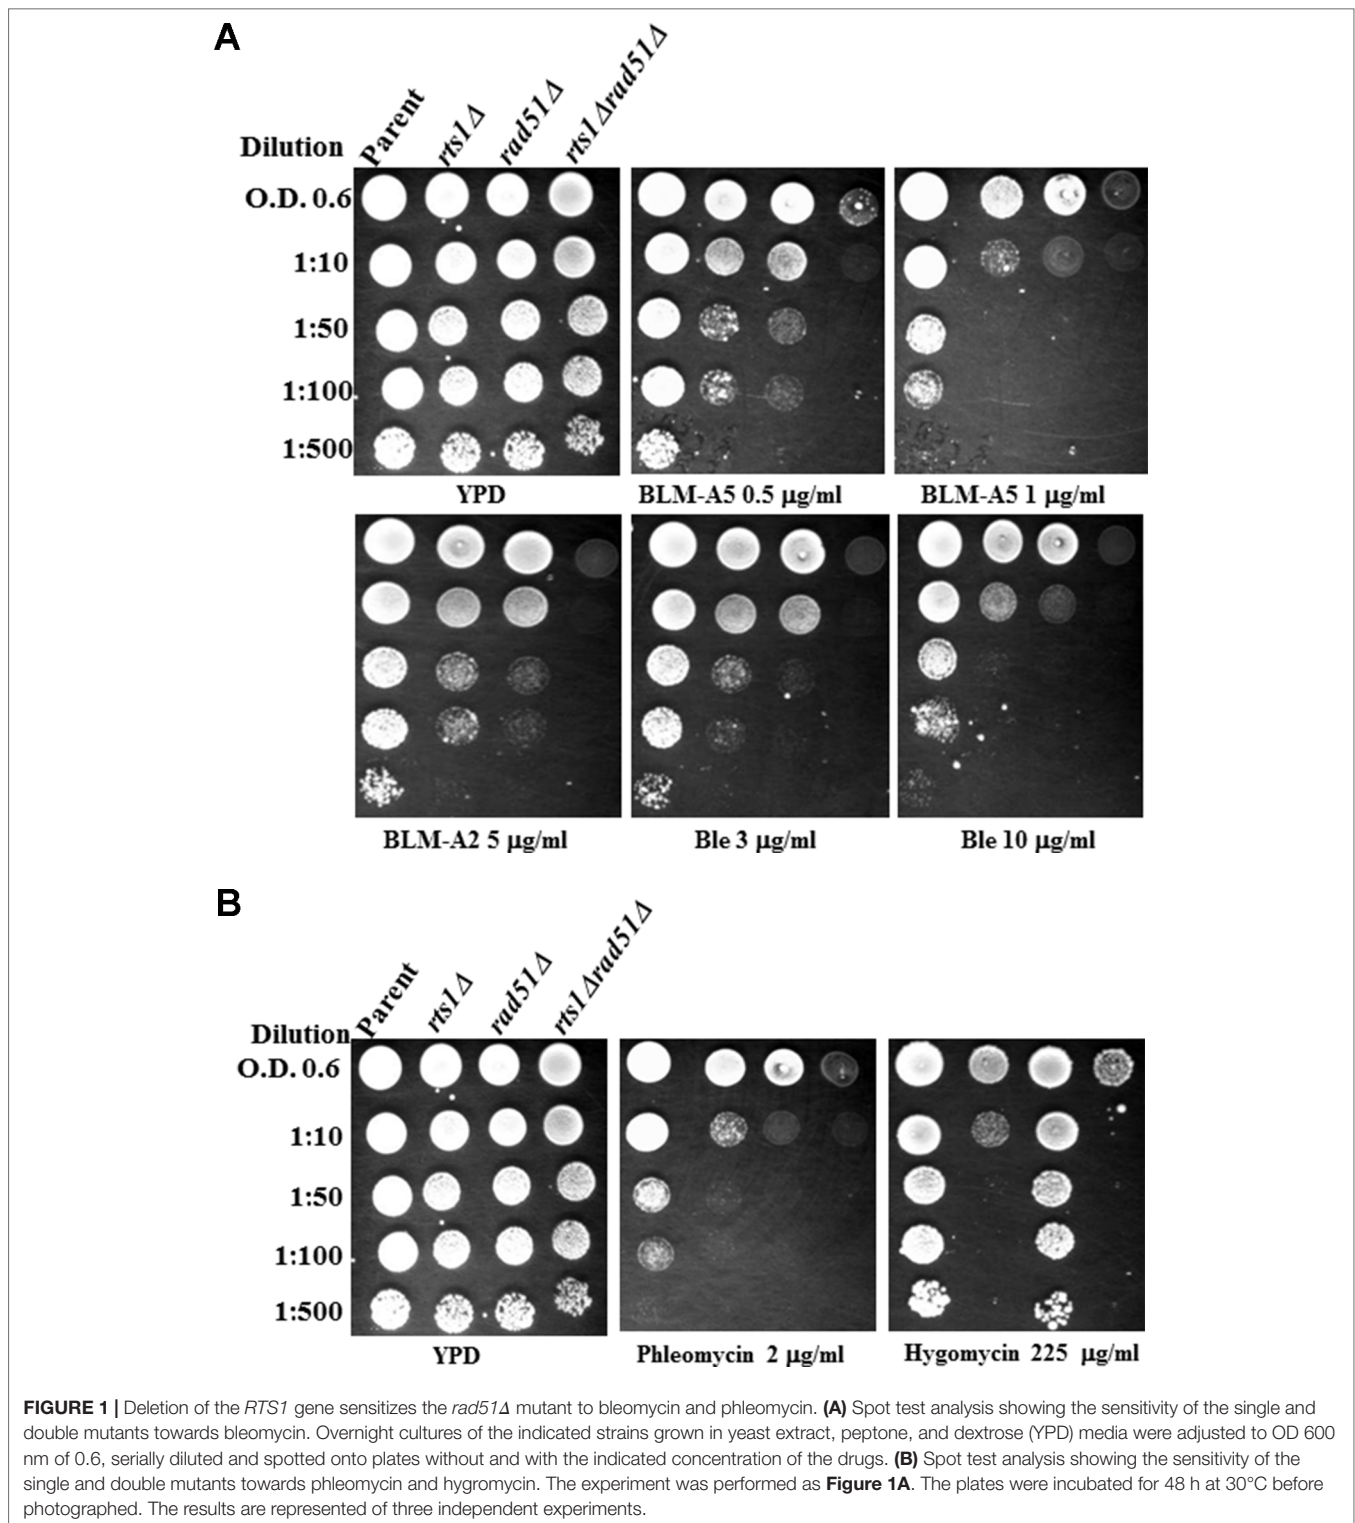 A
Parent rts1Δ rad51Δ rts1Δrad51Δ
Dilution
O.D. 0.6
1:10
1:50
1:100
1:500
YPD BLM-A5 0.5 µg/ml BLM-A5 1 µg/ml
BLM-A2 5 µg/ml Ble 3 µg/ml Ble 10 µg/ml
B
Parent rts1Δ rad51Δ rts1Δrad51Δ
Dilution
O.D. 0.6
1:10
1:50
1:100
1:500
YPD Phleomycin 2 µg/ml Hygomycin 225 µg/ml
FIGURE 1 | Deletion of the RTS1 gene sensitizes the rad51Δ mutant to bleomycin and phleomycin. (A) Spot test analysis showing the sensitivity of the single and
double mutants towards bleomycin. Overnight cultures of the indicated strains grown in yeast extract, peptone, and dextrose (YPD) media were adjusted to OD 600
nm of 0.6, serially diluted and spotted onto plates without and with the indicated concentration of the drugs. (B) Spot test analysis showing the sensitivity of the
single and double mutants towards phleomycin and hygromycin. The experiment was performed as Figure 1A. The plates were incubated for 48 h at 30°C before
photographed. The results are represented of three independent experiments.